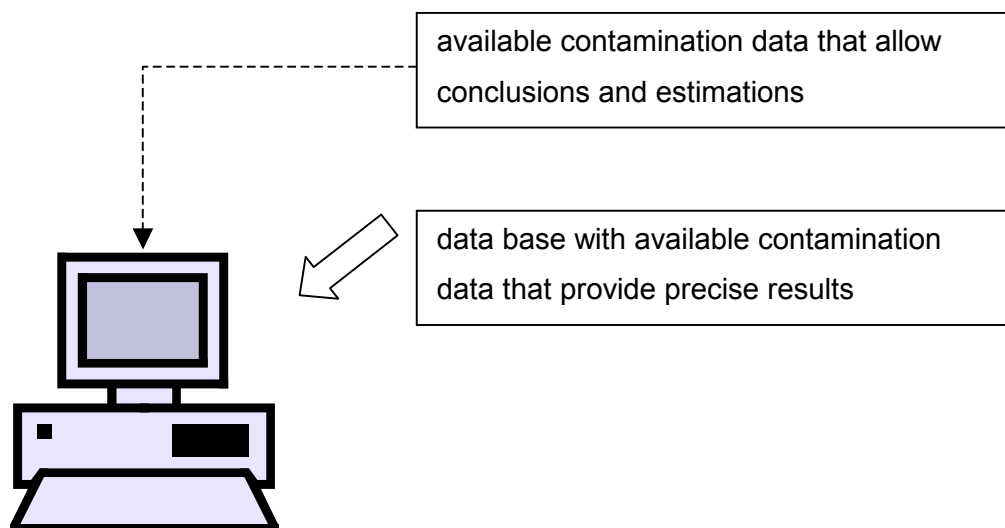 available contamination data that allow
conclusions and estimations
data base with available contamination
data that provide precise results